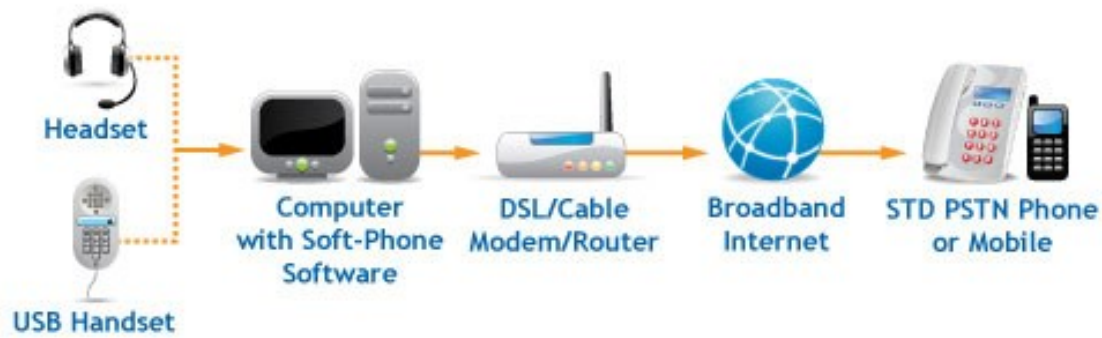 Headset
USB Handset
Computer
with Soft-Phone
Software
DSL/Cable
Modem/Router
Broadband
Internet
STD PSTN Phone
or Mobile